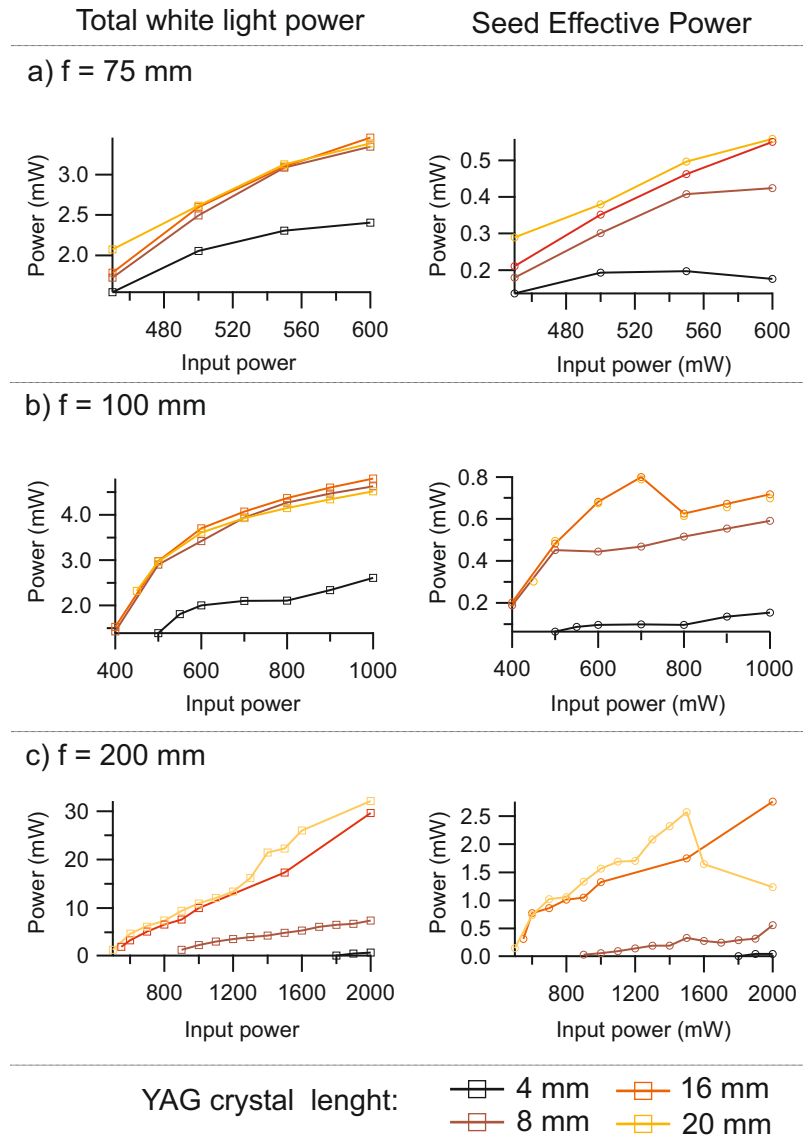 Total white light power Seed Effective Power
a) f = 75 mm
Power (mW)
3.0
2.5
2.0
480 520 560 600
Input power
Power (mW)
0.5
0.4
0.3
0.2
480 520 560 600
Input power (mW)
b) f = 100 mm
Power (mW)
4.0
3.0
2.0
400 600 800 1000
Input power
Power (mW)
0.8
0.6
0.4
0.2
400 600 800 1000
Input power (mW)
c) f = 200 mm
Power (mW)
30
20
10
0
800 1200 1600 2000
Input power
Power (mW)
2.5
2.0
1.5
1.0
0.5
0.0
800 1200 1600 2000
Input power (mW)
YAG crystal lenght:
4 mm 16 mm
8 mm 20 mm